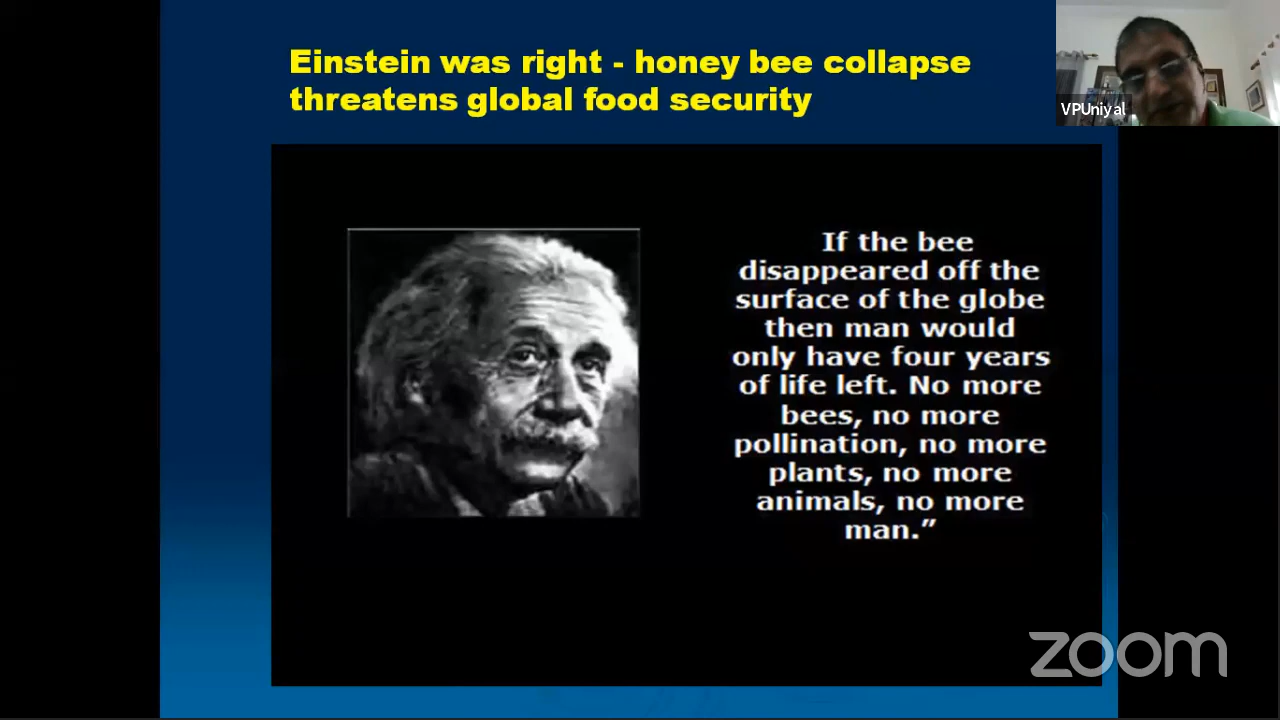 Einstein was right - honey bee collapse
threatens global food security
VPUniyal
If the bee
disappeared off the
surface of the globe
then man would
only have four years
of life left. No more
bees, no more
pollination, no more
plants, no more
animals, no more
man.”
zoom